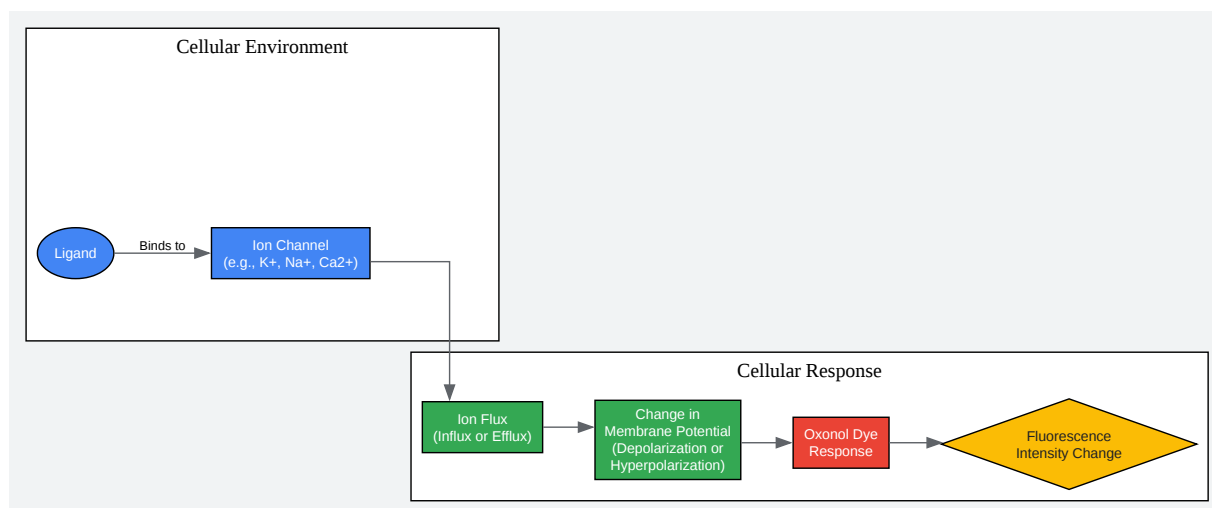 Cellular Environment
Ligand
Binds to
Ion Channel
(e.g., K+, Na+, Ca2+)
Cellular Response
Ion Flux
(Influx or Efflux)
Change in
Membrane Potential
(Depolarization or
Hyperpolarization)
Oxonol Dye
Response
Fluorescence
Intensity Change